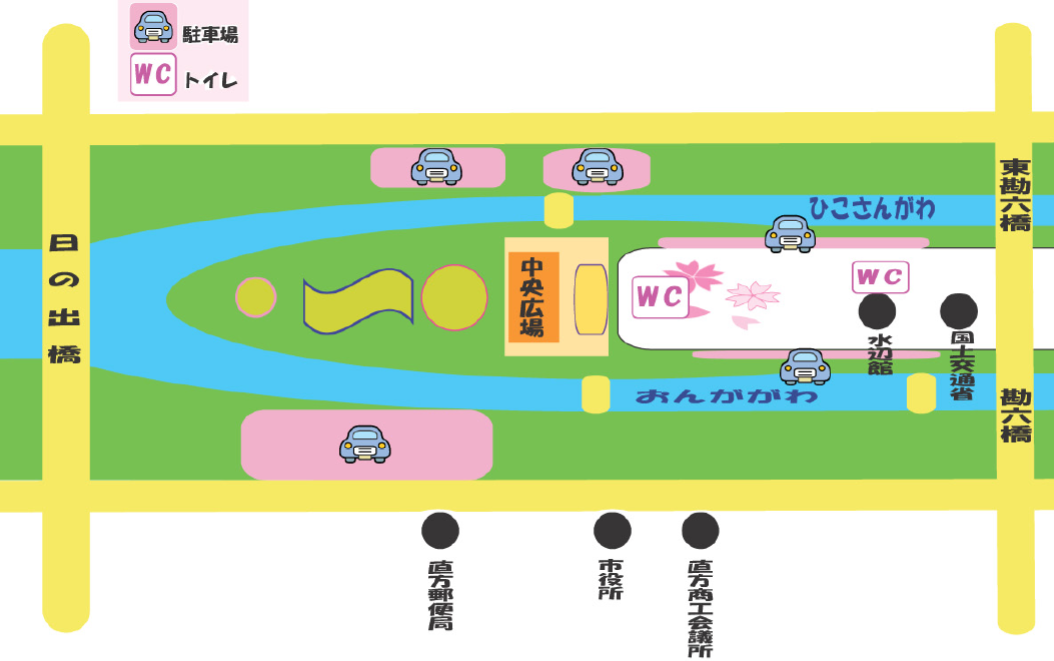 駐車場
WC
トイレ
東勘六橋
ひこさんがわ
日の出橋
中央広場
WC
WC
水辺館
国土交通省
おんががわ
勘六橋
直方郵便局
市役所
直方商工会議所